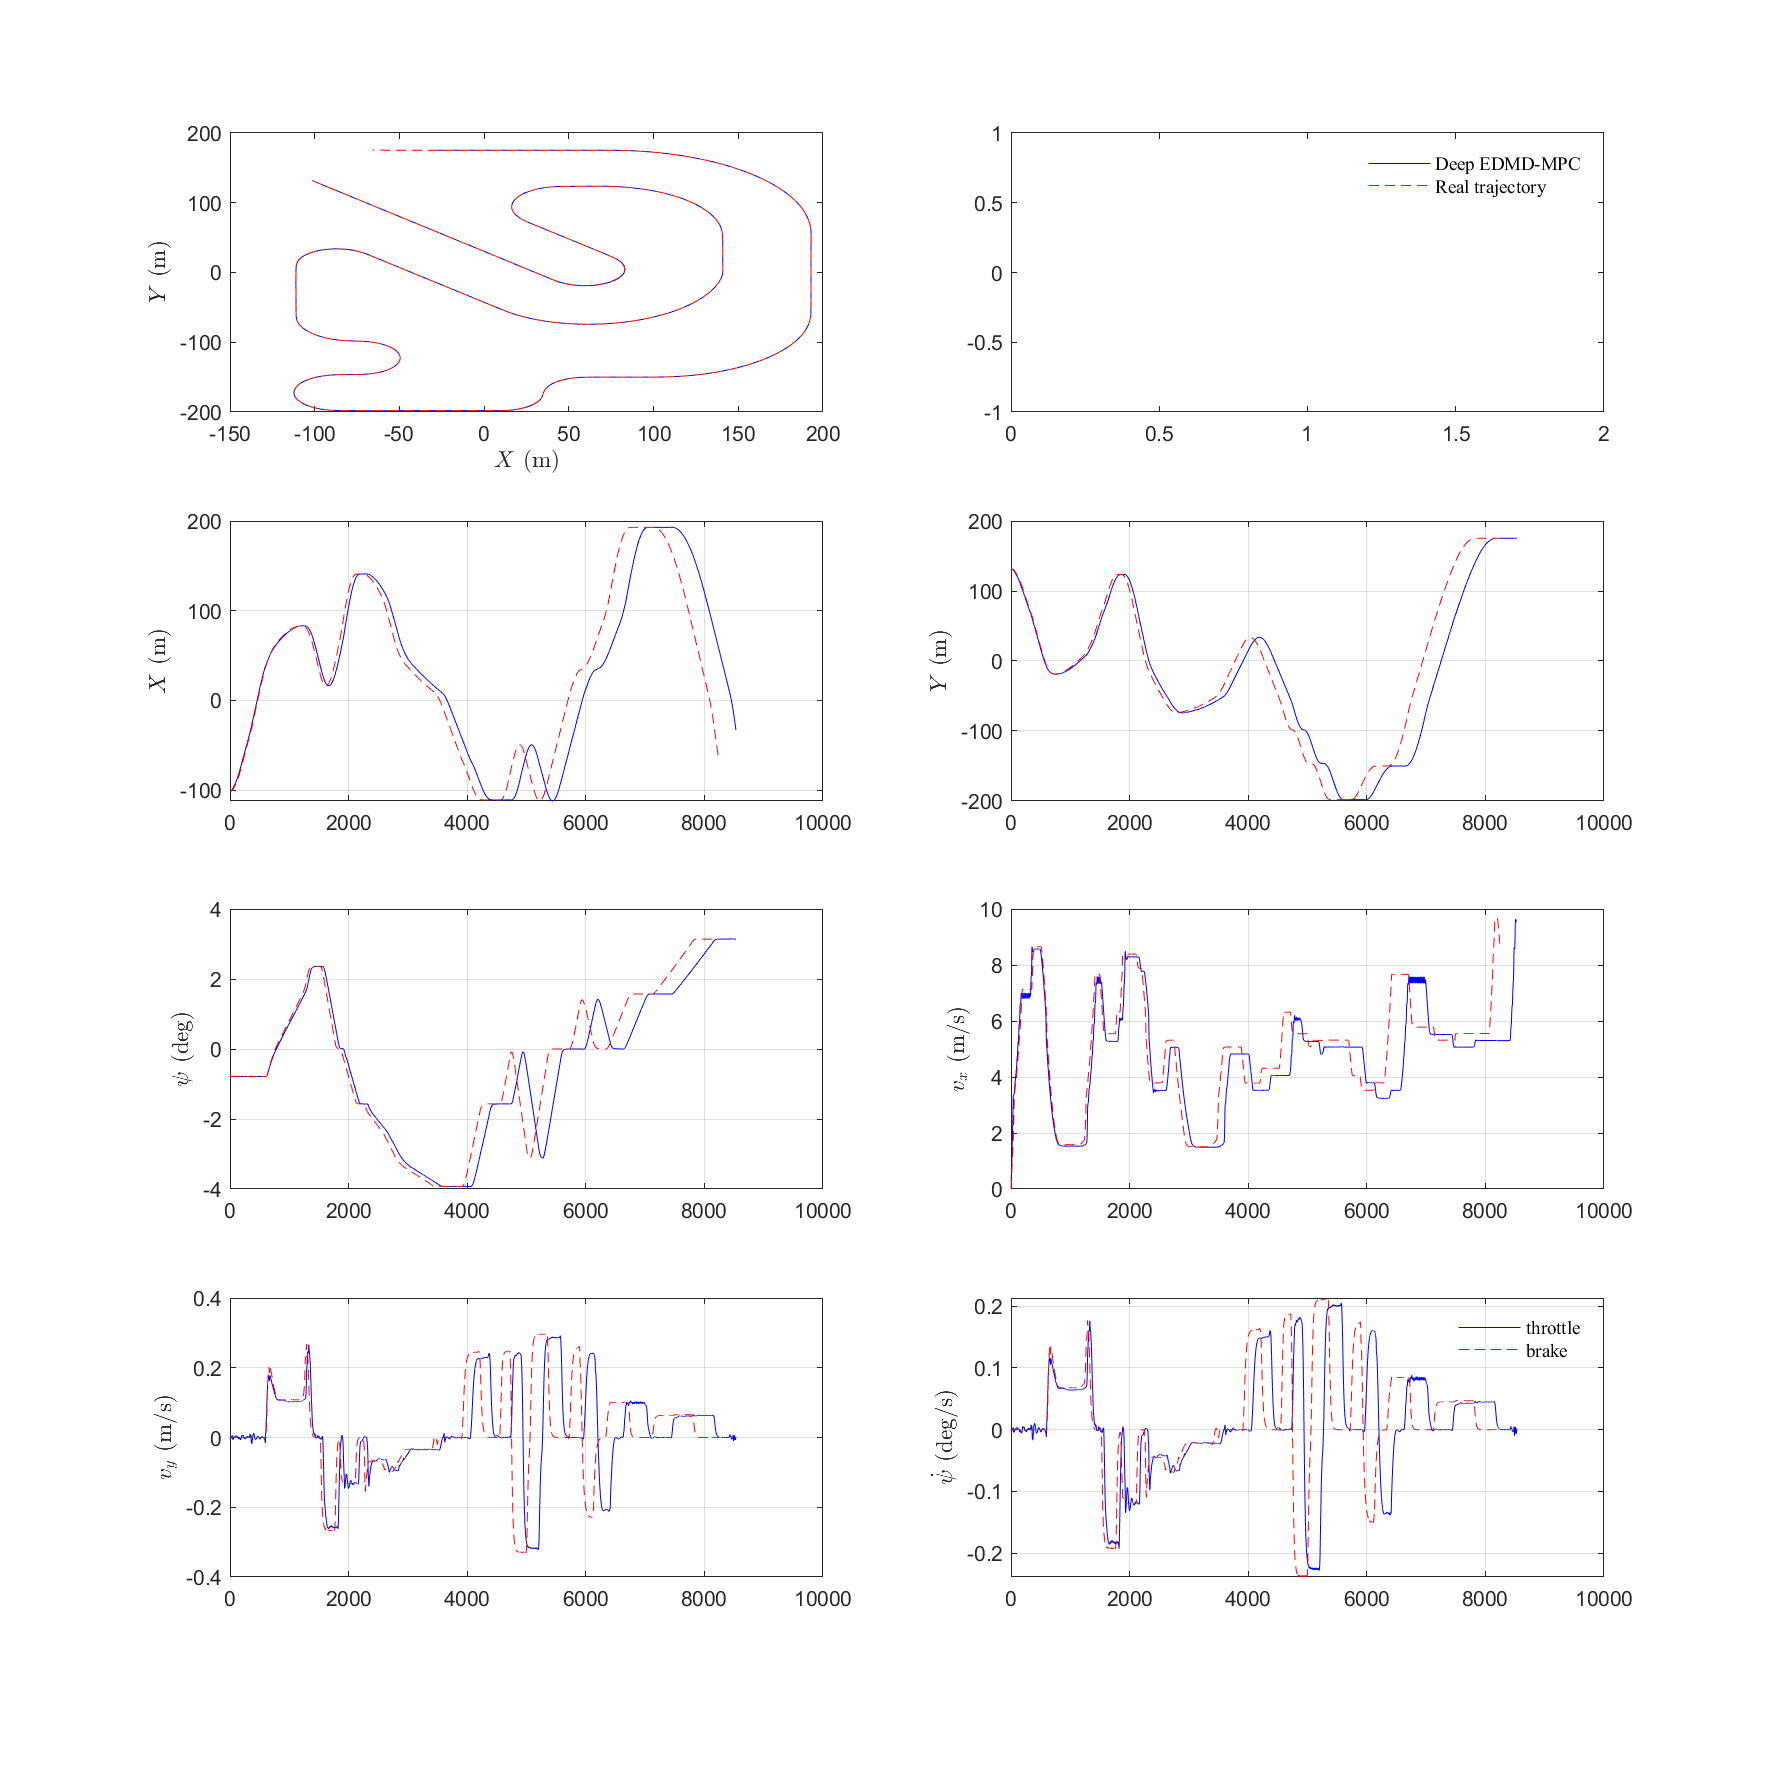 200
100
0
-100
-200
-150 -100 -50 0 50 100 150 200
X (m)
Y (m)
1
0.5
0
-0.5
-1
0 0.5 1 1.5 2
Deep EDMD-MPC
Real trajectory
200
100
0
-100
0 2000 4000 6000 8000 10000
X (m)
200
100
0
-100
-200
0 2000 4000 6000 8000 10000
Y (m)
4
2
0
-2
-4
0 2000 4000 6000 8000 10000
ψ (deg)
10
8
6
4
2
0
0 2000 4000 6000 8000 10000
v_x (m/s)
0.4
0.2
0
-0.2
-0.4
0 2000 4000 6000 8000 10000
v_y (m/s)
0.2
0.1
0
-0.1
-0.2
0 2000 4000 6000 8000 10000
ψ̇ (deg/s)
throttle
brake